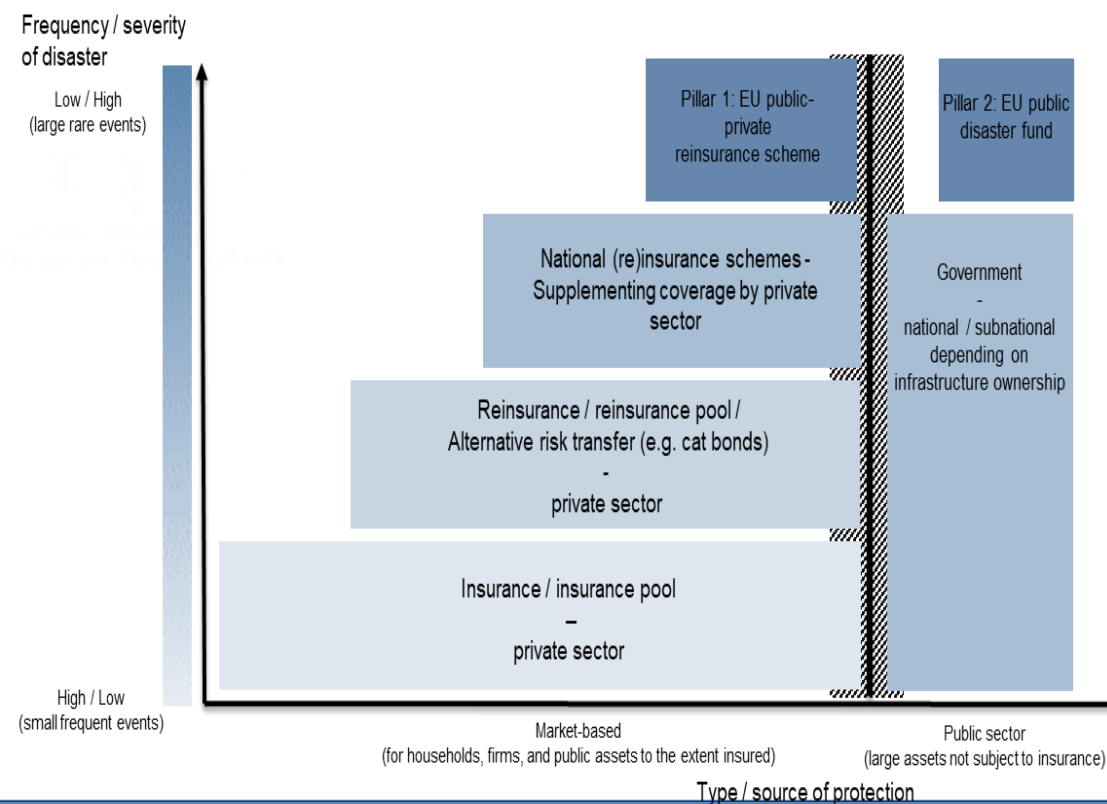 Frequency / severity
of disaster
Low / High
(large rare events)
Pillar 1: EU public-
private
reinsurance scheme
Pillar 2: EU public
disaster fund
National (re)insurance schemes -
Supplementing coverage by private
sector
Government
-
national / subnational
depending on
infrastructure ownership
Reinsurance / reinsurance pool /
Alternative risk transfer (e.g. cat bonds)
-
private sector
Insurance / insurance pool
–
private sector
High / Low
(small frequent events)
Market-based
(for households, firms, and public assets to the extent insured)
Public sector
(large assets not subject to insurance)
Type / source of protection